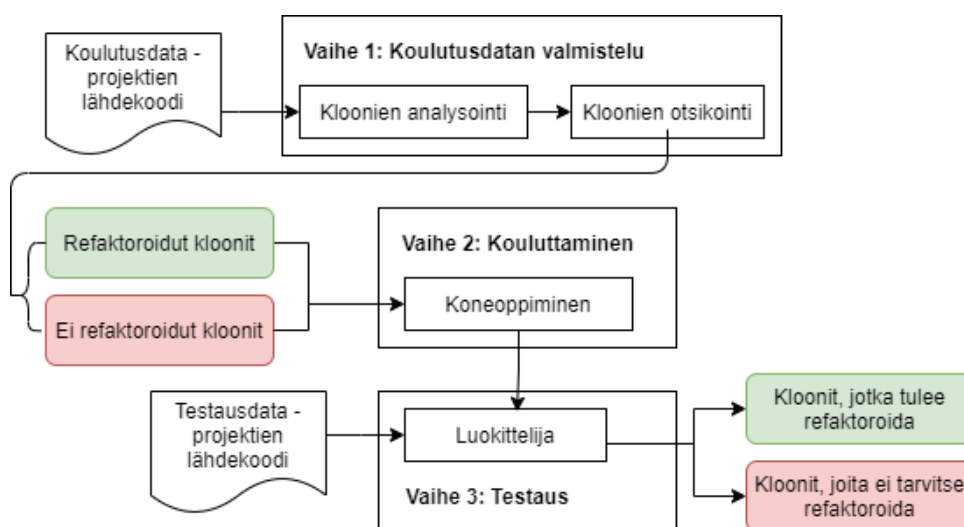 Koulutusdata -
projektien
lähdekoodi
Vaihe 1: Koulutusdatan valmistelu
Kloonien analysointi
Kloonien otsikointi
Refaktoroidut kloonit
Ei refaktoroidut kloonit
Vaihe 2: Kouluttaminen
Koneoppiminen
Testausdata -
projektien
lähdekoodi
Luokittelija
Vaihe 3: Testaus
Kloonit, jotka tulee
refaktoroida
Kloonit, joita ei tarvitse
refaktoroida